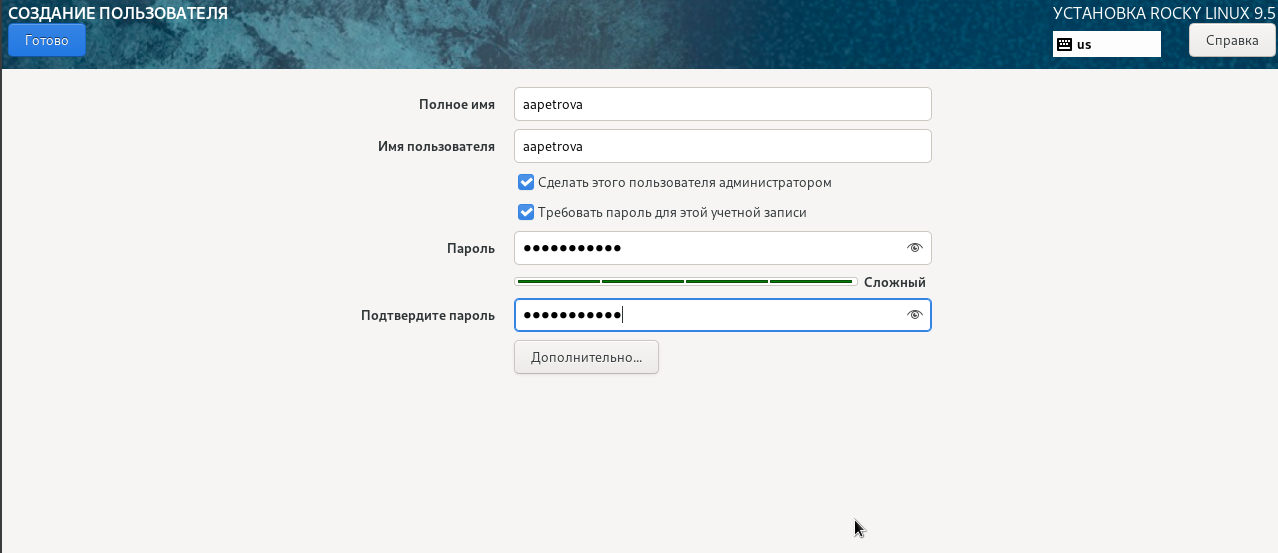 СОЗДАНИЕ ПОЛЬЗОВАТЕЛЯ
УСТАНОВКА ROCKY LINUX 9.5
Готово
us
Справка
Полное имя
aapetrova
Имя пользователя
aapetrova
Сделать этого пользователя администратором
Требовать пароль для этой учетной записи
Пароль
●●●●●●●●●●●
Сложный
Подтвердите пароль
●●●●●●●●●●●
Дополнительно...